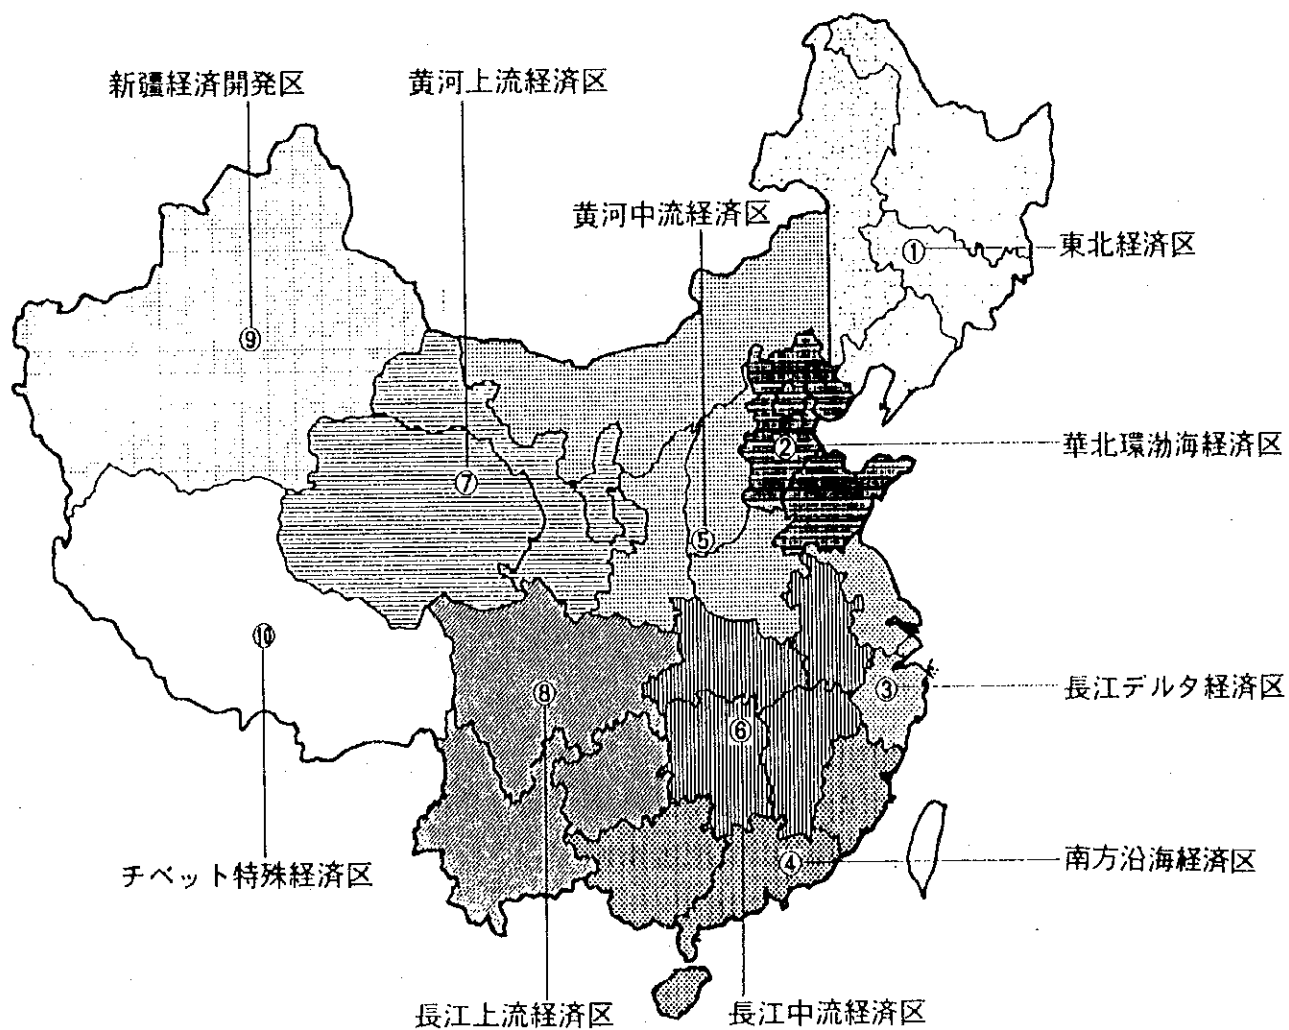 新疆経済開発区
黄河上流経済区
黄河中流経済区
① 東北経済区
⑨
② 華北環渤海経済区
⑦
⑤
⑩
③ 長江デルタ経済区
⑧
⑥
④ 南方沿海経済区
チベット特殊経済区
長江上流経済区
長江中流経済区